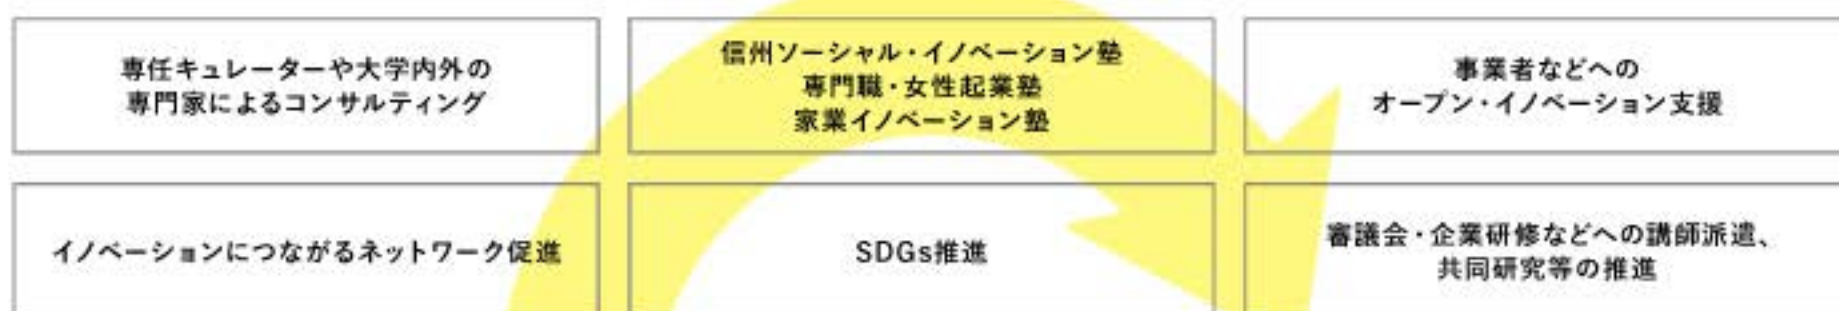 専任キュレーターや大学内外の
専門家によるコンサルティング
信州ソーシャル・イノベーション塾
専門職・女性起業塾
家業イノベーション塾
事業者などへの
オープン・イノベーション支援
イノベーションにつながるネットワーク促進
SDGs推進
審議会・企業研修などへの講師派遣、
共同研究等の推進